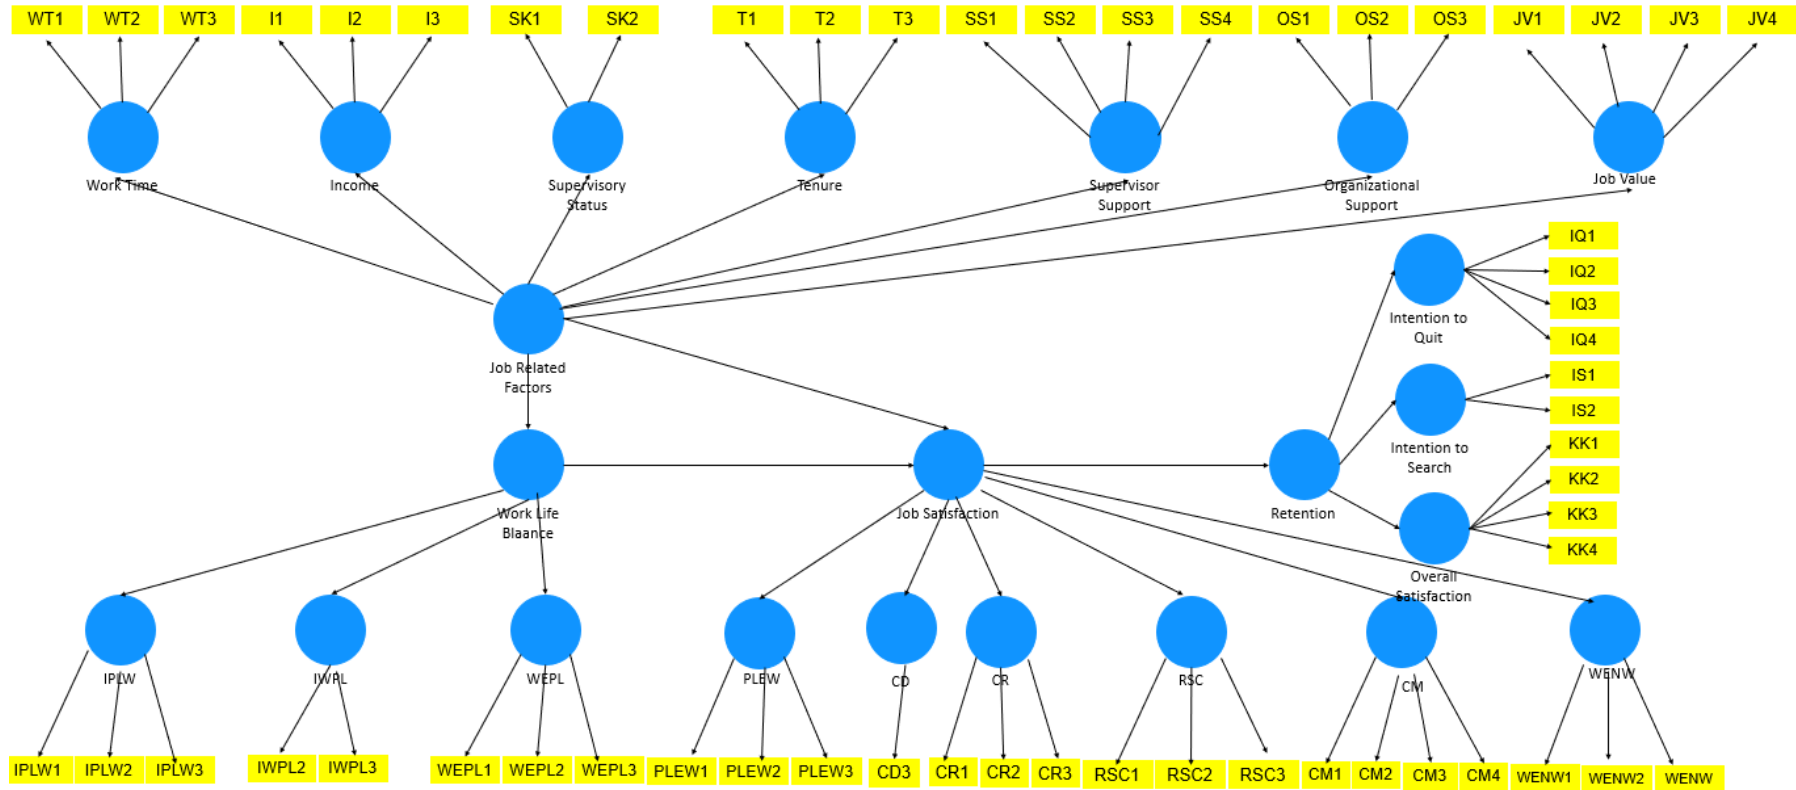 WT1 WT2 WT3 I1 I2 I3 SK1 SK2 T1 T2 T3 SS1 SS2 SS3 SS4 OS1 OS2 OS3 JV1 JV2 JV3 JV4
Work Time
Income
Supervisory
Status
Tenure
Supervisor
Support
Organizational
Support
Job Value
IQ1
IQ2
IQ3
IQ4
Intention to
Quit
Job Related
Factors
IS1
IS2
Intention to
Search
KK1
KK2
KK3
KK4
Work Life
Blaance
Job Satisfaction
Retention
Overall
Satisfaction
IPLW
IWPL
WEPL
PLEW
CD
CR
RSC
CM
WENW
IPLW1 IPLW2 IPLW3 IWPL2 IWPL3 WEPL1 WEPL2 WEPL3 PLEW1 PLEW2 PLEW3 CD3 CR1 CR2 CR3 RSC1 RSC2 RSC3 CM1 CM2 CM3 CM4 WENW1 WENW2 WENW